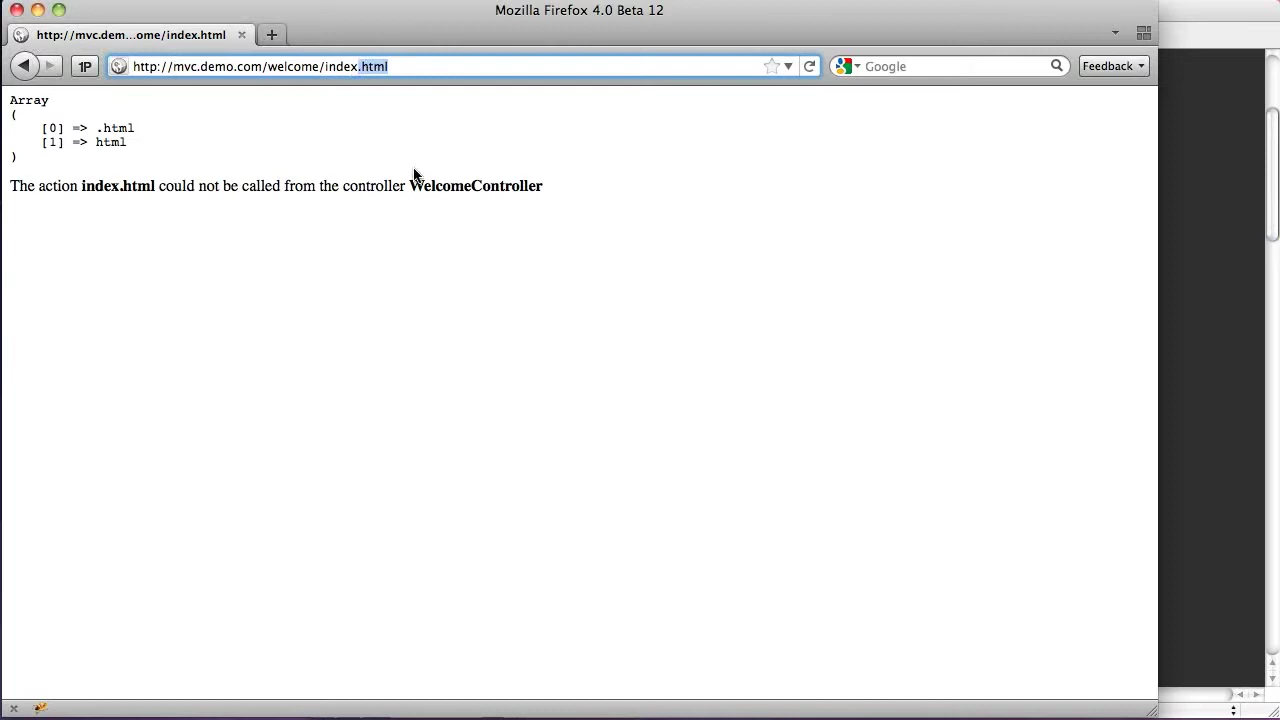 Mozilla Firefox 4.0 Beta 12
http://mvc.dem...ome/index.html
1P
http://mvc.demo.com/welcome/index.html
Google
Feedback
Array
(
[0] => .html
[1] => html
)
The action index.html could not be called from the controller WelcomeController